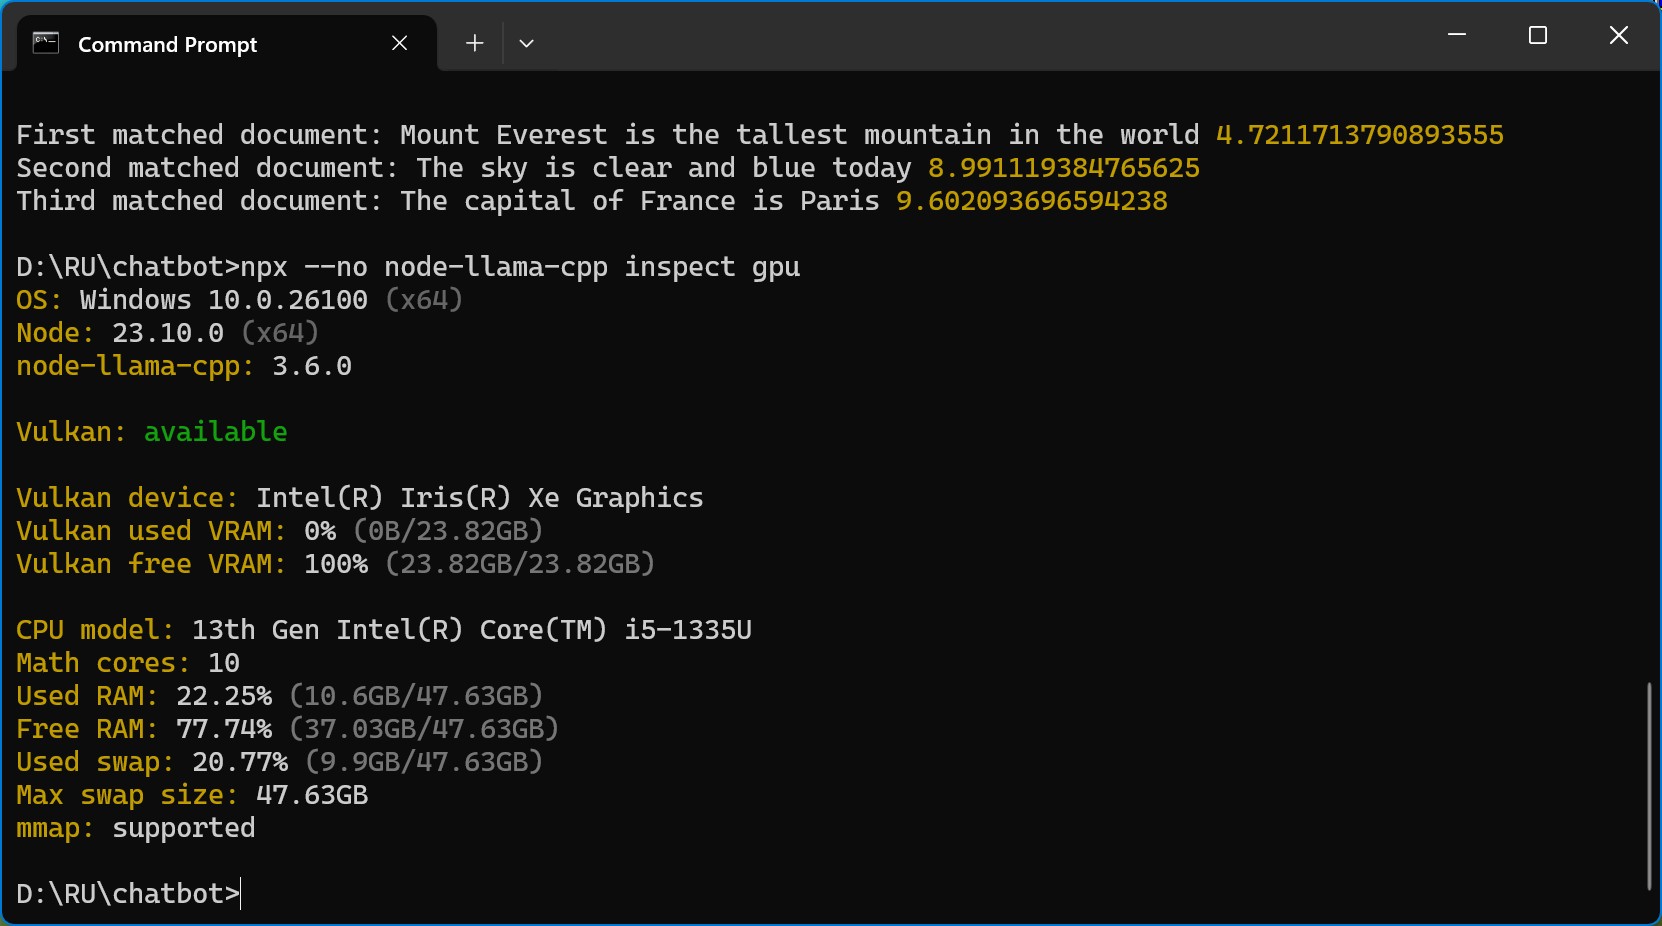 Command Prompt
First matched document: Mount Everest is the tallest mountain in the world 4.7211713790893555
Second matched document: The sky is clear and blue today 8.991119384765625
Third matched document: The capital of France is Paris 9.602093696594238
D:\RU\chatbot>npx --no node-llama-cpp inspect gpu
OS: Windows 10.0.26100 (x64)
Node: 23.10.0 (x64)
node-llama-cpp: 3.6.0
Vulkan: available
Vulkan device: Intel(R) Iris(R) Xe Graphics
Vulkan used VRAM: 0% (0B/23.82GB)
Vulkan free VRAM: 100% (23.82GB/23.82GB)
CPU model: 13th Gen Intel(R) Core(TM) i5-1335U
Math cores: 10
Used RAM: 22.25% (10.6GB/47.63GB)
Free RAM: 77.74% (37.03GB/47.63GB)
Used swap: 20.77% (9.9GB/47.63GB)
Max swap size: 47.63GB
mmap: supported
D:\RU\chatbot>